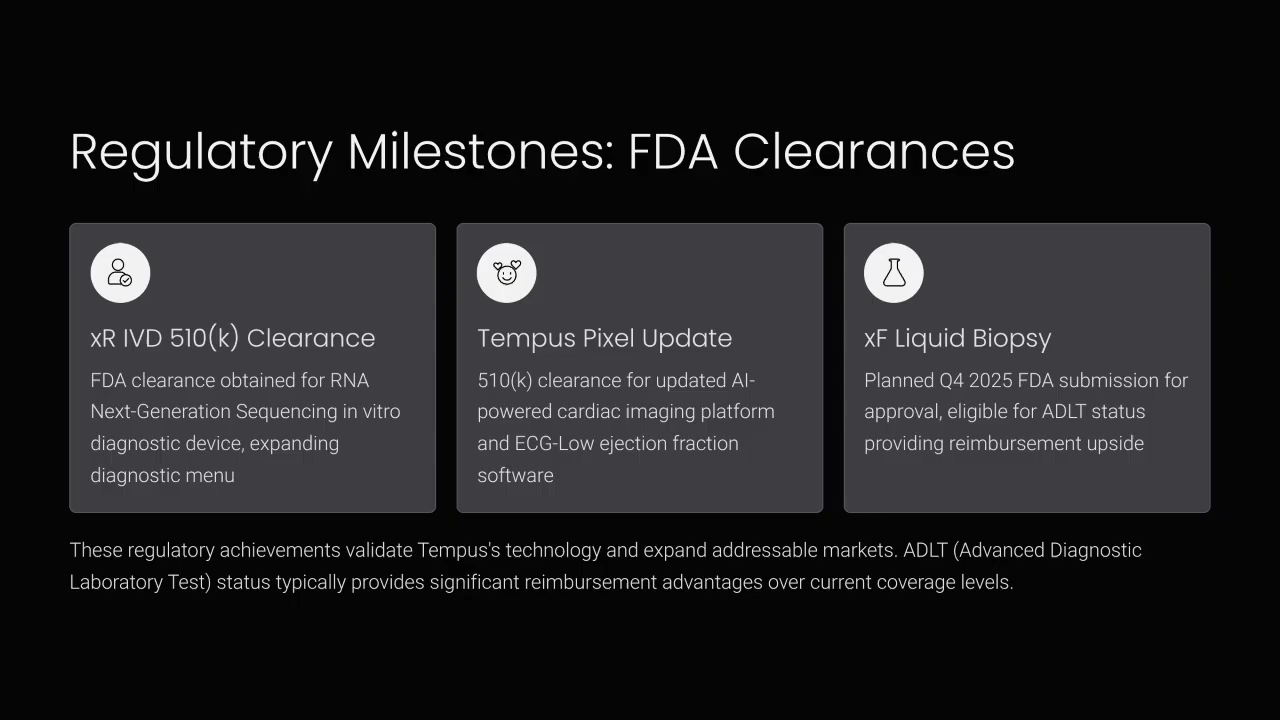 Regulatory Milestones: FDA Clearances
xR IVD 510(k) Clearance
FDA clearance obtained for RNA
Next-Generation Sequencing in vitro
diagnostic device, expanding
diagnostic menu
Tempus Pixel Update
510(k) clearance for updated AI-
powered cardiac imaging platform
and ECG-Low ejection fraction
software
xF Liquid Biopsy
Planned Q4 2025 FDA submission for
approval, eligible for ADLT status
providing reimbursement upside
These regulatory achievements validate Tempus's technology and expand addressable markets. ADLT (Advanced Diagnostic
Laboratory Test) status typically provides significant reimbursement advantages over current coverage levels.